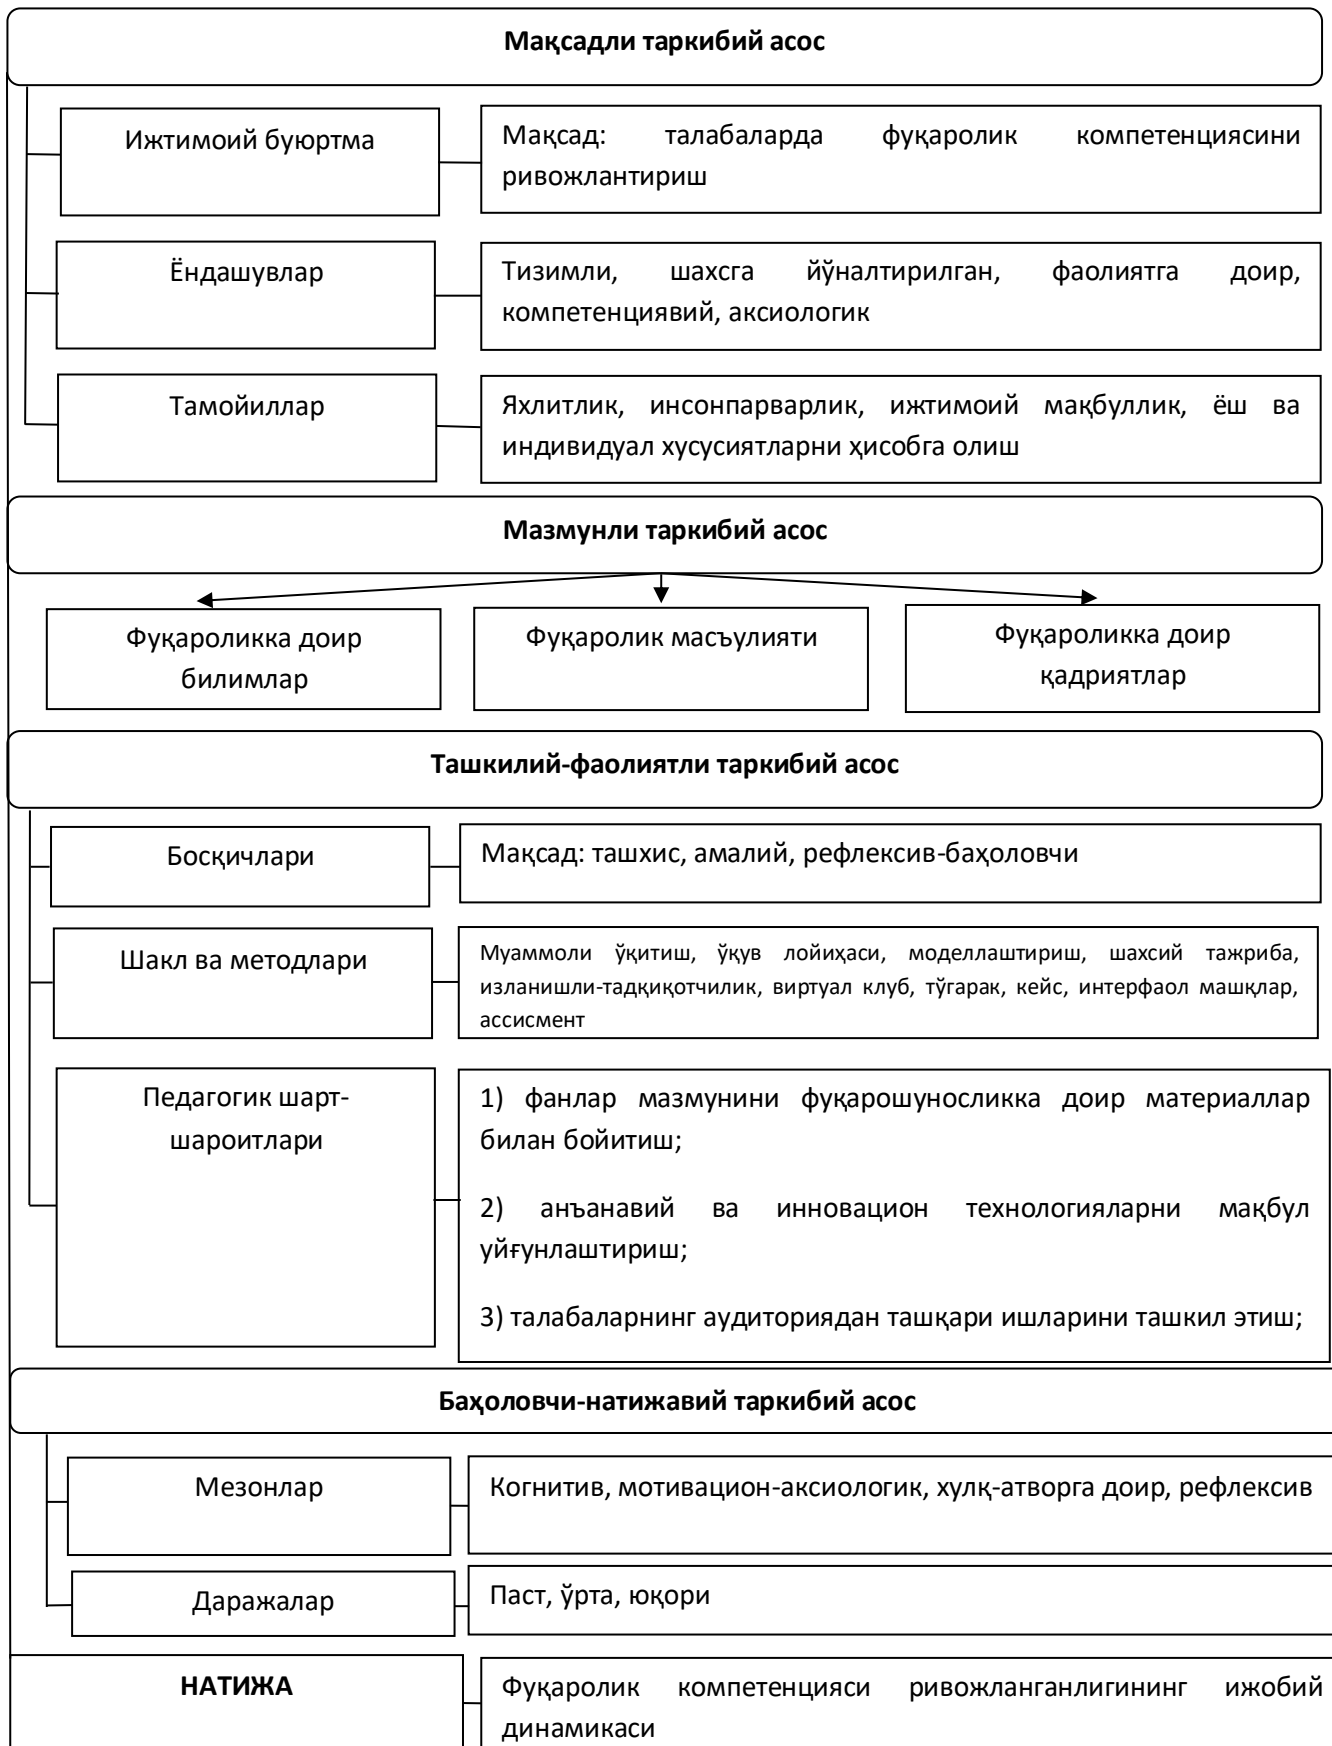 Мақсадли таркибий асос
Ижтимоий буюртма
Мақсад: талабаларда фуқаролик компетенциясини
ривожлантириш
Ёндашувлар
Тизимли, шахсга йўналтирилган, фаолиятга доир,
компетенциявий, аксиологик
Тамойиллар
Яхлитлик, инсонпарварлик, ижтимоий мақбуллик, ёш ва
индивидуал хусусиятларни ҳисобга олиш
Мазмунли таркибий асос
Фуқароликка доир
билимлар
Фуқаролик масъулияти
Фуқароликка доир
қадриятлар
Ташкилий-фаолиятли таркибий асос
Босқичлари
Мақсад: ташхис, амалий, рефлексив-баҳоловчи
Шакл ва методлари
Муаммоли ўқитиш, ўқув лойиҳаси, моделлаштириш, шахсий тажриба,
изланишли-тадқиқотчилик, виртуал клуб, тўгарак, кейс, интерфаол машқлар,
ассисмент
Педагогик шарт-
шароитлари
1) фанлар мазмунини фуқарошуносликка доир материаллар
билан бойитиш;
2) анъанавий ва инновацион технологияларни мақбул
уйғунлаштириш;
3) талабаларнинг аудиториядан ташқари ишларини ташкил этиш;
Баҳоловчи-натижавий таркибий асос
Мезонлар
Когнитив, мотивацион-аксиологик, хулқ-атворга доир, рефлексив
Даражалар
Паст, ўрта, юқори
НАТИЖА
Фуқаролик компетенцияси ривожланганлигининг ижобий
динамикаси